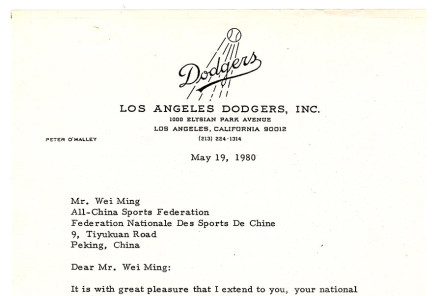 Dodgers
LOS ANGELES DODGERS, INC.
1000 ELYSIAN PARK AVENUE
LOS ANGELES, CALIFORNIA 90012
PETER O'MALLEY
(213) 224-1314
May 19, 1980
Mr. Wei Ming
All-China Sports Federation
Federation Nationale Des Sports De Chine
9, Tiyukuan Road
Peking, China
Dear Mr. Wei Ming:
It is with great pleasure that I extend to you, your national